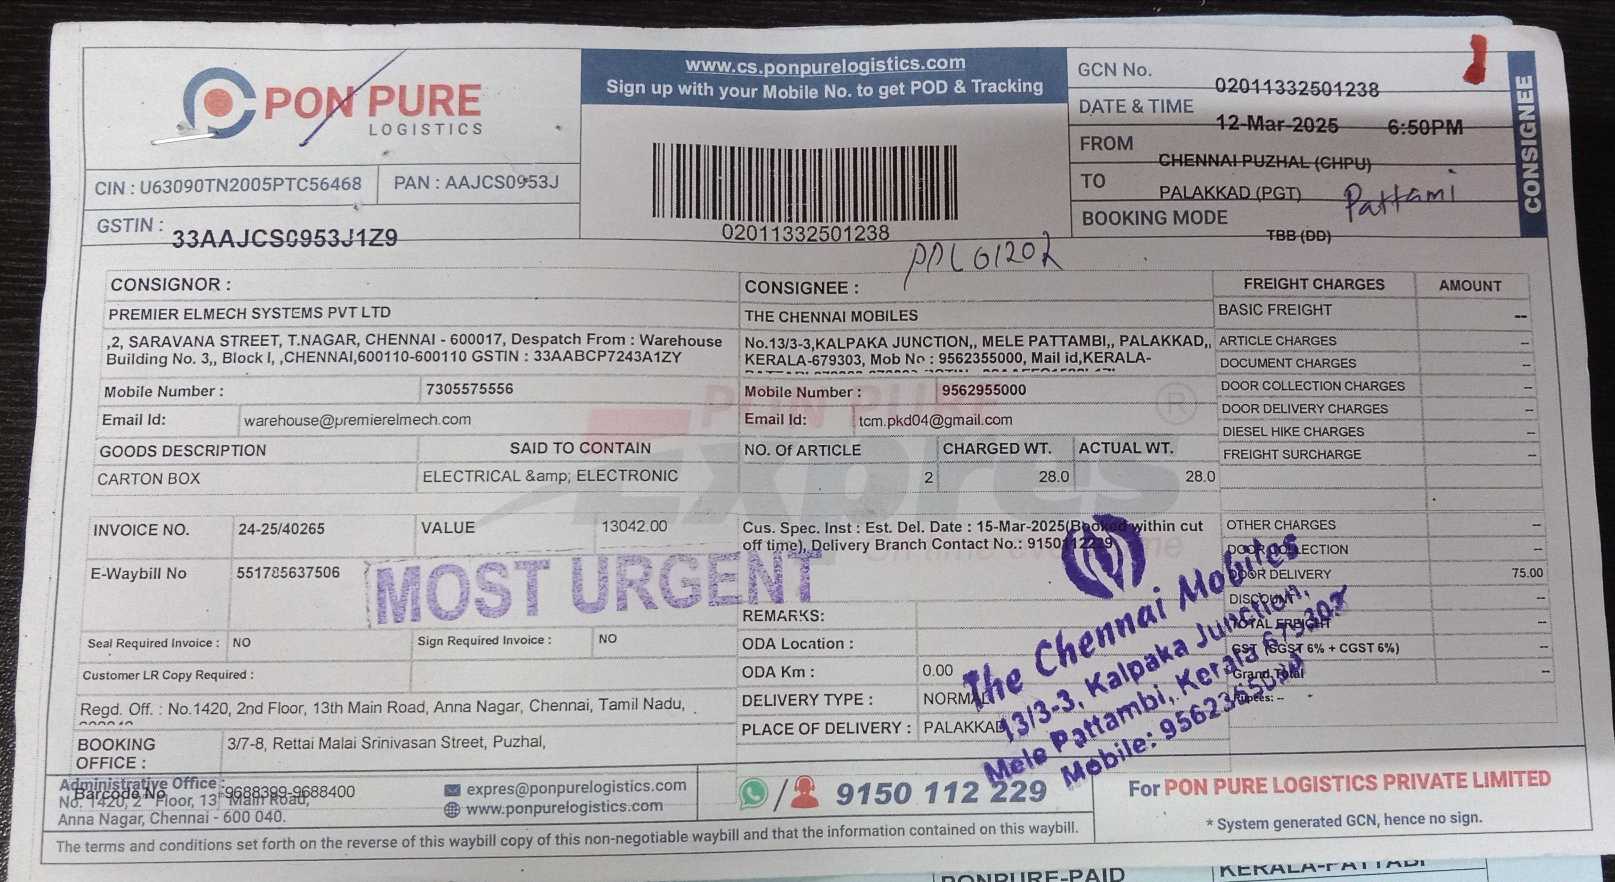 PON PURE
LOGISTICS
CIN : U63090TN2005PTC56468
PAN : AAJCS0953J
GSTIN :
33AAJCS0953J1Z9
www.cs.ponpurelogistics.com
Sign up with your Mobile No. to get POD & Tracking
02011332501238
GCN No.
02011332501238
DATE & TIME
12-Mar-2025 6:50PM
FROM
CHENNAI PUZHAL (CHPU)
TO
PALAKKAD (PGT)
Pattami
BOOKING MODE
TBB (DD)
CONSIGNEE
CONSIGNOR :
PREMIER ELMECH SYSTEMS PVT LTD
,2, SARAVANA STREET, T.NAGAR, CHENNAI - 600017, Despatch From : Warehouse
Building No. 3,, Block I, ,CHENNAI,600110-600110 GSTIN : 33AABCP7243A1ZY
Mobile Number : 7305575556
Email Id: warehouse@premierelmech.com
GOODS DESCRIPTION SAID TO CONTAIN
CARTON BOX ELECTRICAL &amp; ELECTRONIC
CONSIGNEE :
THE CHENNAI MOBILES
No.13/3-3,KALPAKA JUNCTION,, MELE PATTAMBI,, PALAKKAD,,
KERALA-679303, Mob No : 9562355000, Mail id,KERALA-
Mobile Number : 9562955000
Email Id: tcm.pkd04@gmail.com
NO. Of ARTICLE CHARGED WT. ACTUAL WT.
2 28.0 28.0
FREIGHT CHARGES AMOUNT
BASIC FREIGHT --
ARTICLE CHARGES --
DOCUMENT CHARGES --
DOOR COLLECTION CHARGES --
DOOR DELIVERY CHARGES --
DIESEL HIKE CHARGES --
FREIGHT SURCHARGE --
INVOICE NO. 24-25/40265 VALUE 13042.00
E-Waybill No 551785637506
MOST URGENT
Seal Required Invoice : NO Sign Required Invoice : NO
Customer LR Copy Required :
Regd. Off. : No.1420, 2nd Floor, 13th Main Road, Anna Nagar, Chennai, Tamil Nadu,
BOOKING
OFFICE :
3/7-8, Rettai Malai Srinivasan Street, Puzhal,
Cus. Spec. Inst : Est. Del. Date : 15-Mar-2025(Booked within cut
off time), Delivery Branch Contact No.: 9150112229
REMARKS:
ODA Location :
ODA Km : 0.00
DELIVERY TYPE : NORMAL
PLACE OF DELIVERY : PALAKKAD
OTHER CHARGES --
DOOR COLLECTION --
DOOR DELIVERY 75.00
DISCOUNT --
TOTAL FREIGHT --
GST (SGST 6% + CGST 6%) --
Grand Total --
Rupees: --
The Chennai Mobiles
13/3-3, Kalpaka Junction,
Mele Pattambi, Kerala
Mobile:
Administrative Office :
No. 1420, 2nd Floor, 13th Main Road,
Anna Nagar, Chennai - 600 040.
Barcode No :9688399-9688400
expres@ponpurelogistics.com
www.ponpurelogistics.com
9150 112 229
For PON PURE LOGISTICS PRIVATE LIMITED
* System generated GCN, hence no sign.
The terms and conditions set forth on the reverse of this waybill copy of this non-negotiable waybill and that the information contained on this waybill.
PONPURE-PAID
KERALA-PATTABI